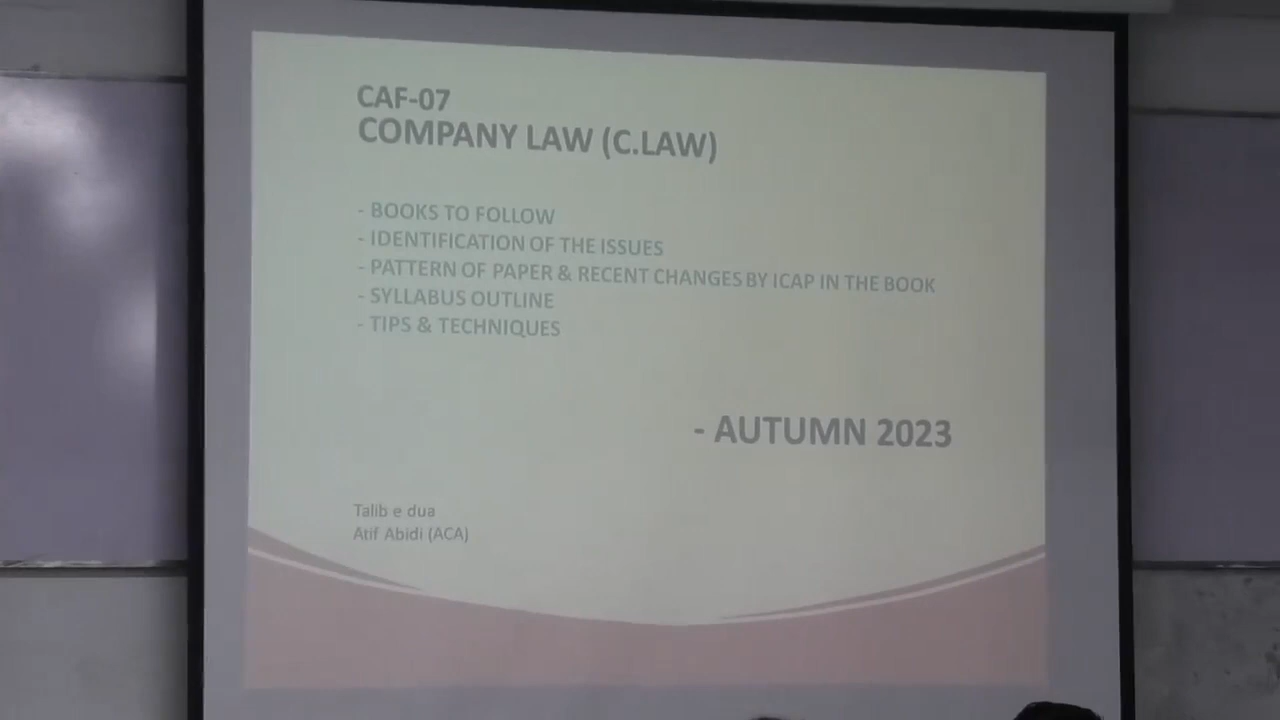 CAF-07
COMPANY LAW (C.LAW)
- BOOKS TO FOLLOW
- IDENTIFICATION OF THE ISSUES
- PATTERN OF PAPER & RECENT CHANGES BY ICAP IN THE BOOK
- SYLLABUS OUTLINE
- TIPS & TECHNIQUES
- AUTUMN 2023
Talib e dua
Atif Abidi (ACA)